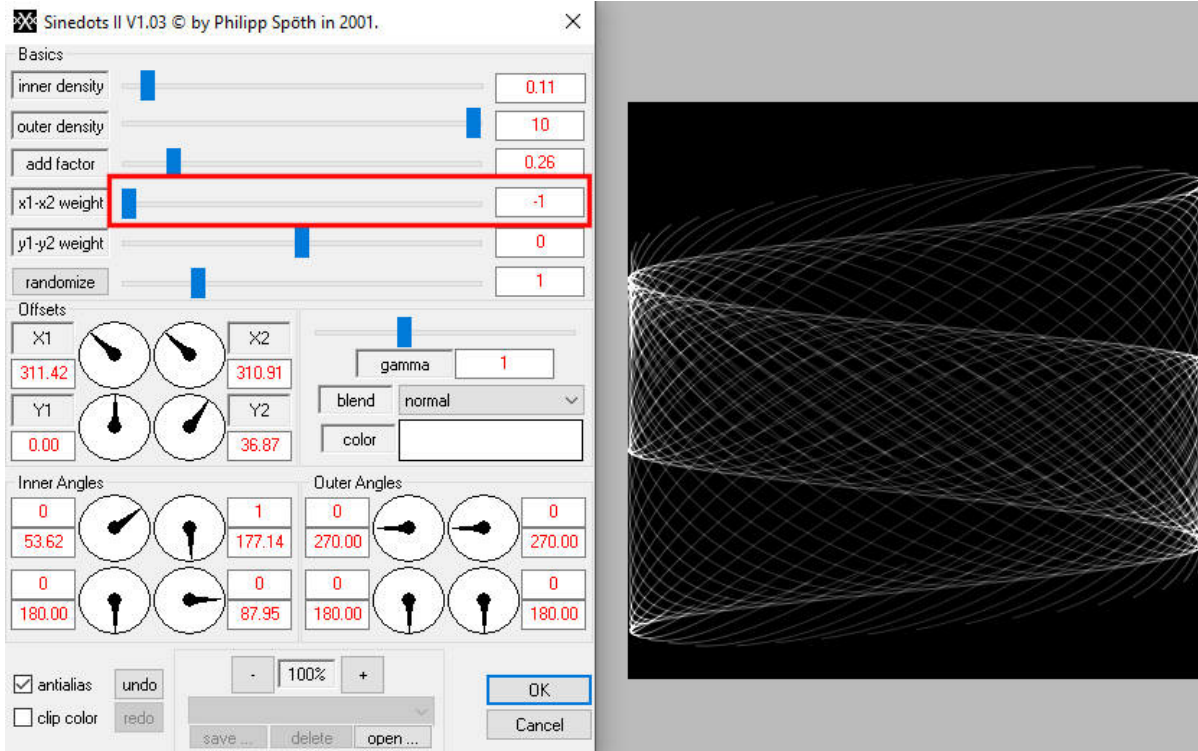 Sinedots II V1.03 © by Philipp Spöth in 2001.
Basics
inner density 0.11
outer density 10
add factor 0.26
x1-x2 weight -1
y1-y2 weight 0
randomize 1
Offsets
X1 X2
311.42 310.91
Y1 Y2
0.00 36.87
gamma 1
blend normal
color
Inner Angles
0 1
53.62 177.14
0 0
180.00 87.95
Outer Angles
0 0
270.00 270.00
0 0
180.00 180.00
antialias undo
clip color redo
- 100% +
save ... delete open ...
OK
Cancel